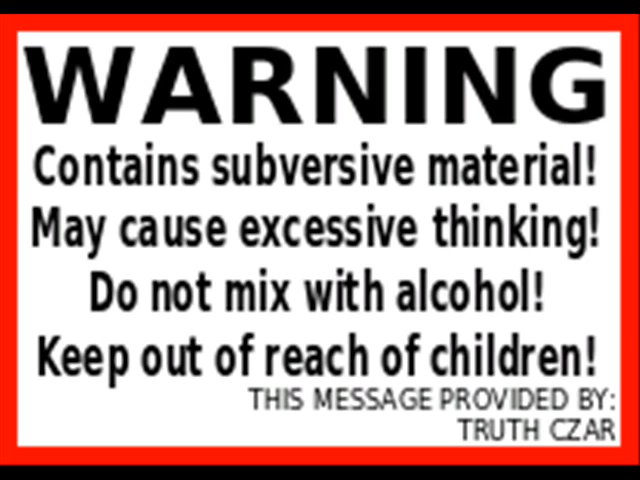 WARNING
Contains subversive material!
May cause excessive thinking!
Do not mix with alcohol!
Keep out of reach of children!
THIS MESSAGE PROVIDED BY:
TRUTH CZAR